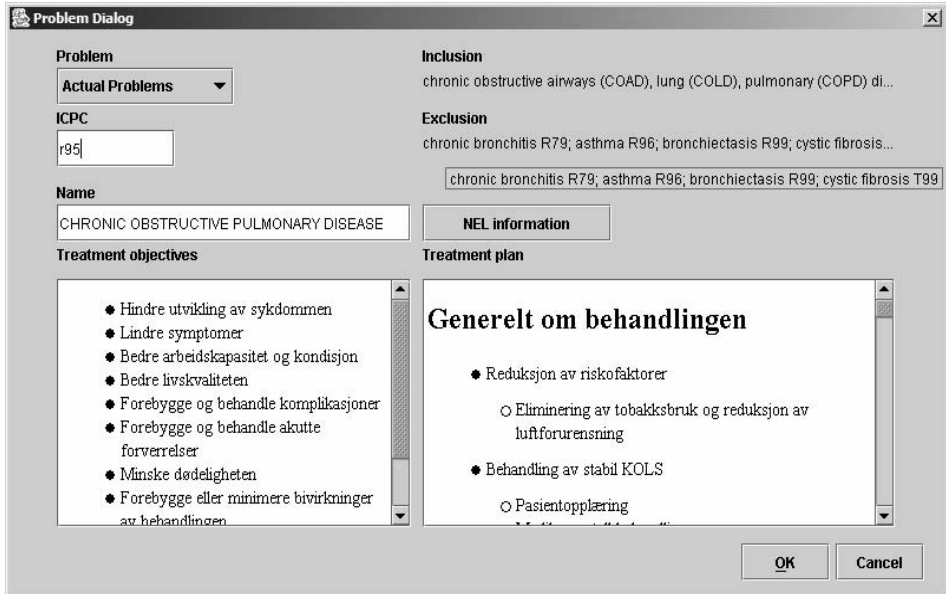 Problem Dialog
Problem
Actual Problems
ICPC
r95
Name
CHRONIC OBSTRUCTIVE PULMONARY DISEASE
Inclusion
chronic obstructive airways (COAD), lung (COLD), pulmonary (COPD) di...
Exclusion
chronic bronchitis R79; asthma R96; bronchiectasis R99; cystic fibrosis...
chronic bronchitis R79; asthma R96; bronchiectasis R99; cystic fibrosis T99
NEL information
Treatment objectives
Hindre utvikling av sykdommen
Lindre symptomer
Bedre arbeidskapasitet og kondisjon
Bedre livskvaliteten
Forebygge og behandle komplikasjoner
Forebygge og behandle akutte
forverrelser
Minske dødeligheten
Forebygge eller minimere bivirkninger
av behandlingen
Treatment plan
Generelt om behandlingen
Reduksjon av riskofaktorer
Eliminering av tobakksbruk og reduksjon av
luftforurensning
Behandling av stabil KOLS
Pasientopplæring
OK
Cancel